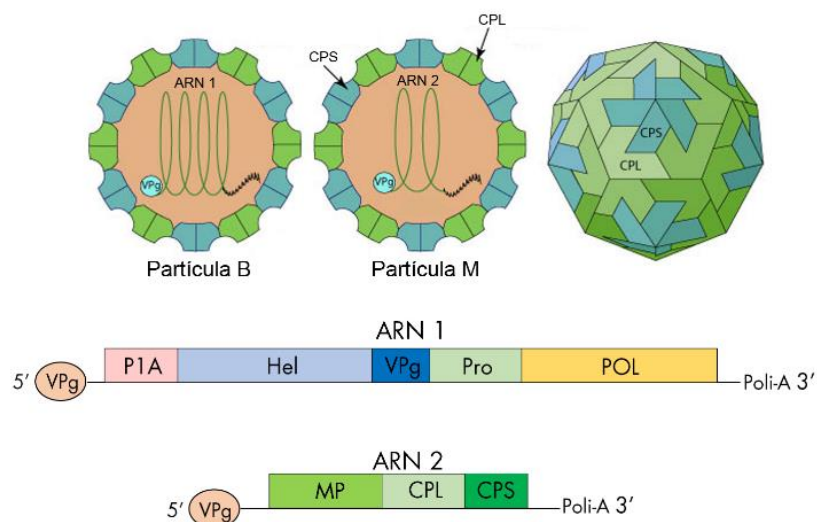 CPL
CPS
ARN 1
ARN 2
VPg
VPg
CPS
CPL
Partícula B
Partícula M
ARN 1
5’ VPg P1A Hel VPg Pro POL Poli-A 3’
ARN 2
5’ VPg MP CPL CPS Poli-A 3’